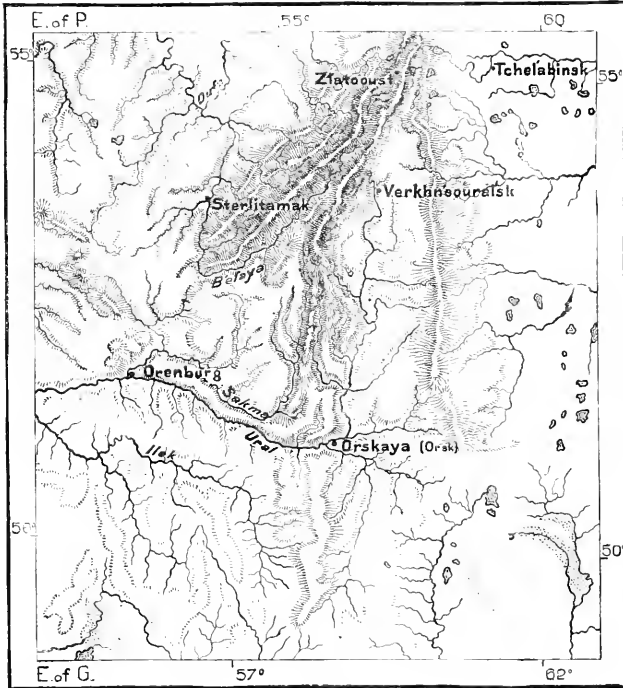 E. of P. 55° 60
55°
Zlatooust
Tchelabinsk
55°
Sterlitamak
Verkhneouralsk
Belaya
Orenburg
Sakma
Ural
Orskaya (Orsk)
Ilek
50°
50°
E. of G. 57° 62°